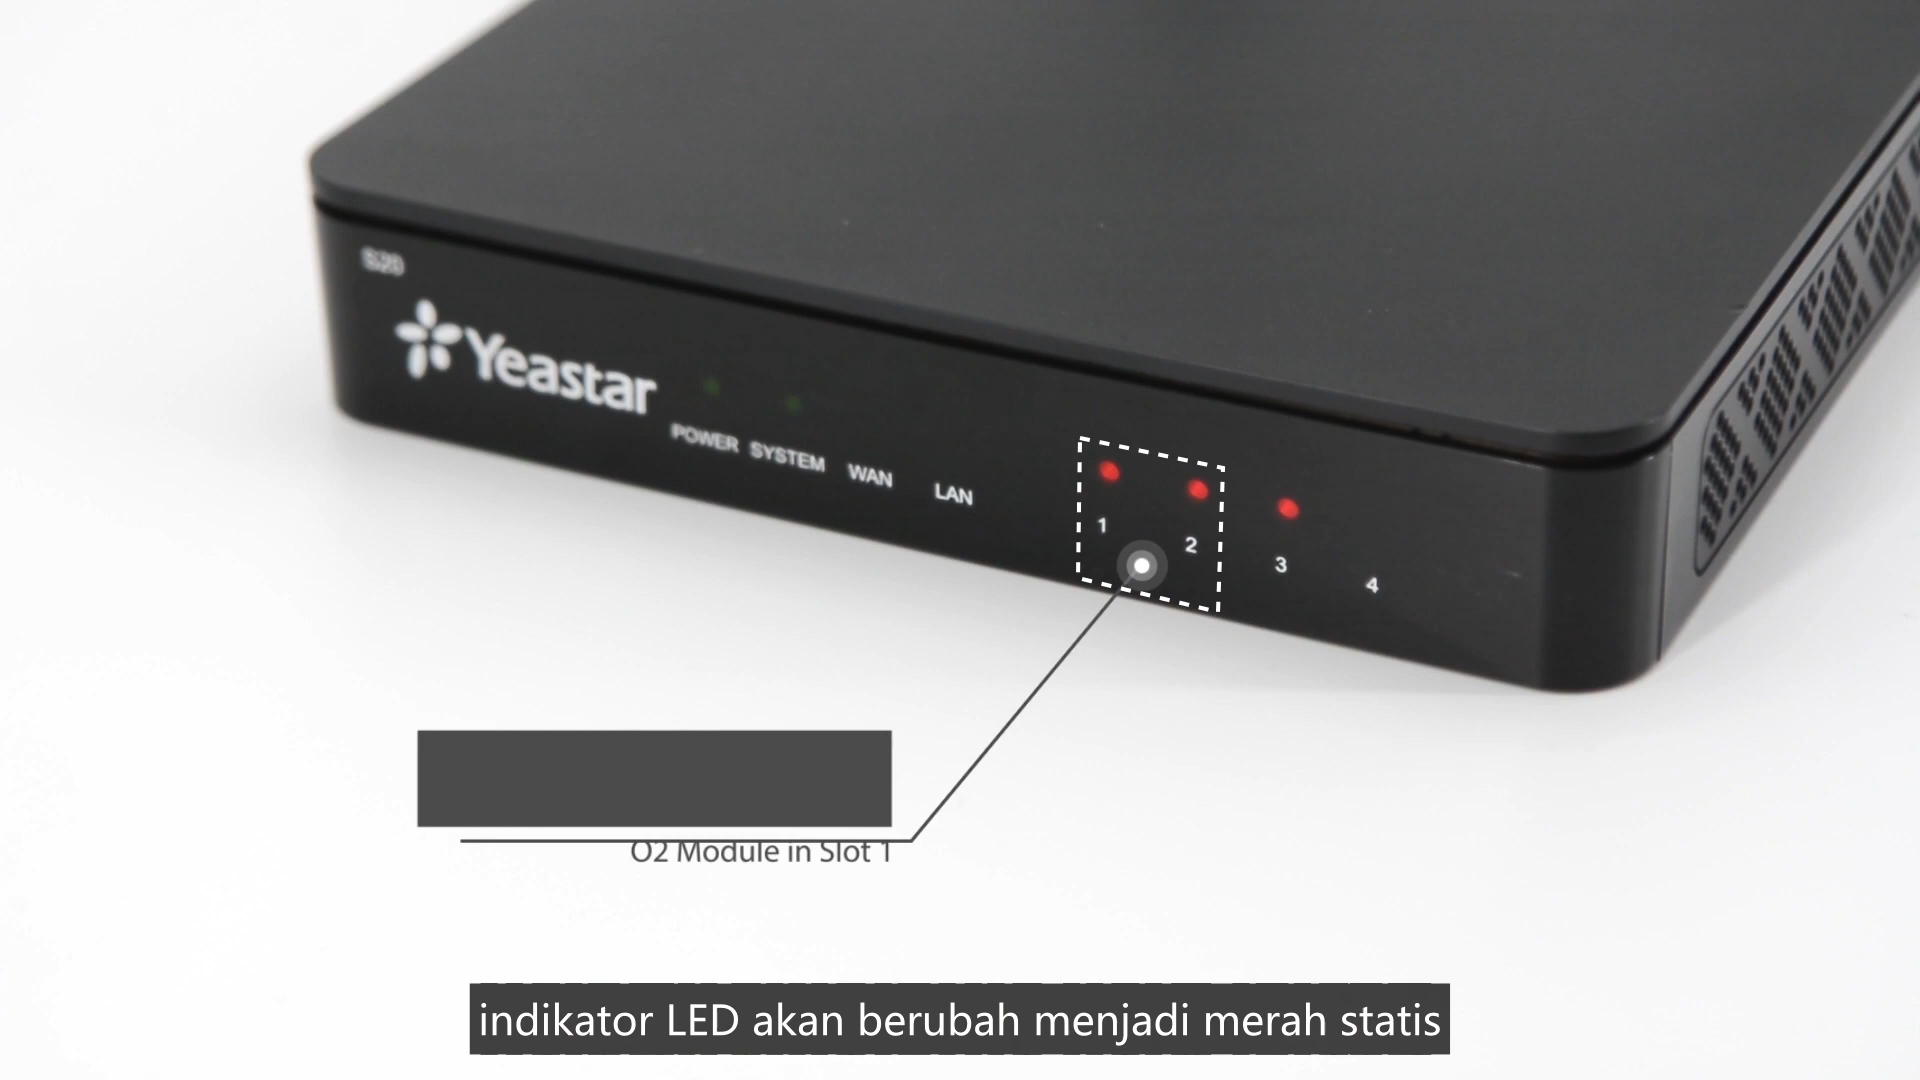 S20
Yeastar
POWER SYSTEM WAN LAN
1 2 3 4
O2 Module in Slot 1
indikator LED akan berubah menjadi merah statis